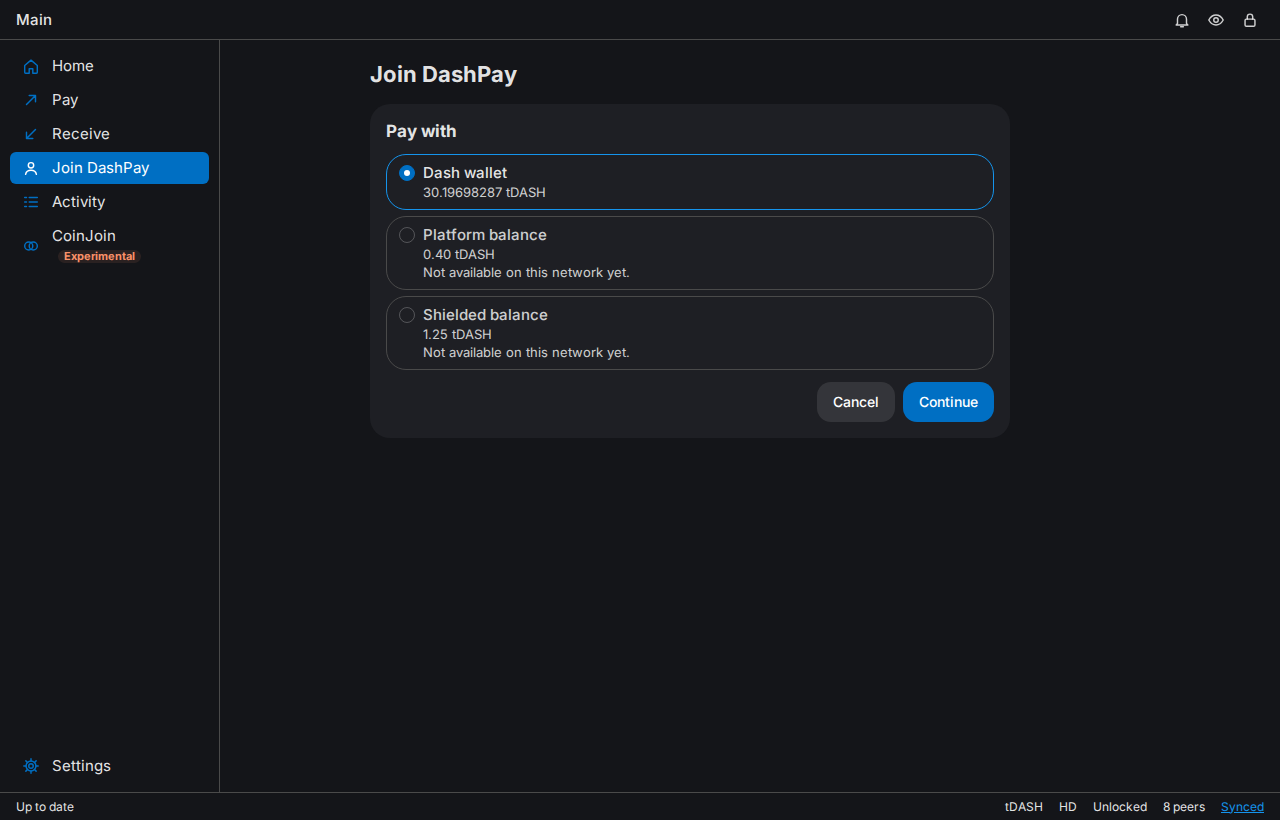 Main
Home
Pay
Receive
Join DashPay
Activity
CoinJoin
Experimental
Settings
Join DashPay
Pay with
Dash wallet
30.19698287 tDASH
Platform balance
0.40 tDASH
Not available on this network yet.
Shielded balance
1.25 tDASH
Not available on this network yet.
Cancel Continue
Up to date tDASH HD Unlocked 8 peers Synced